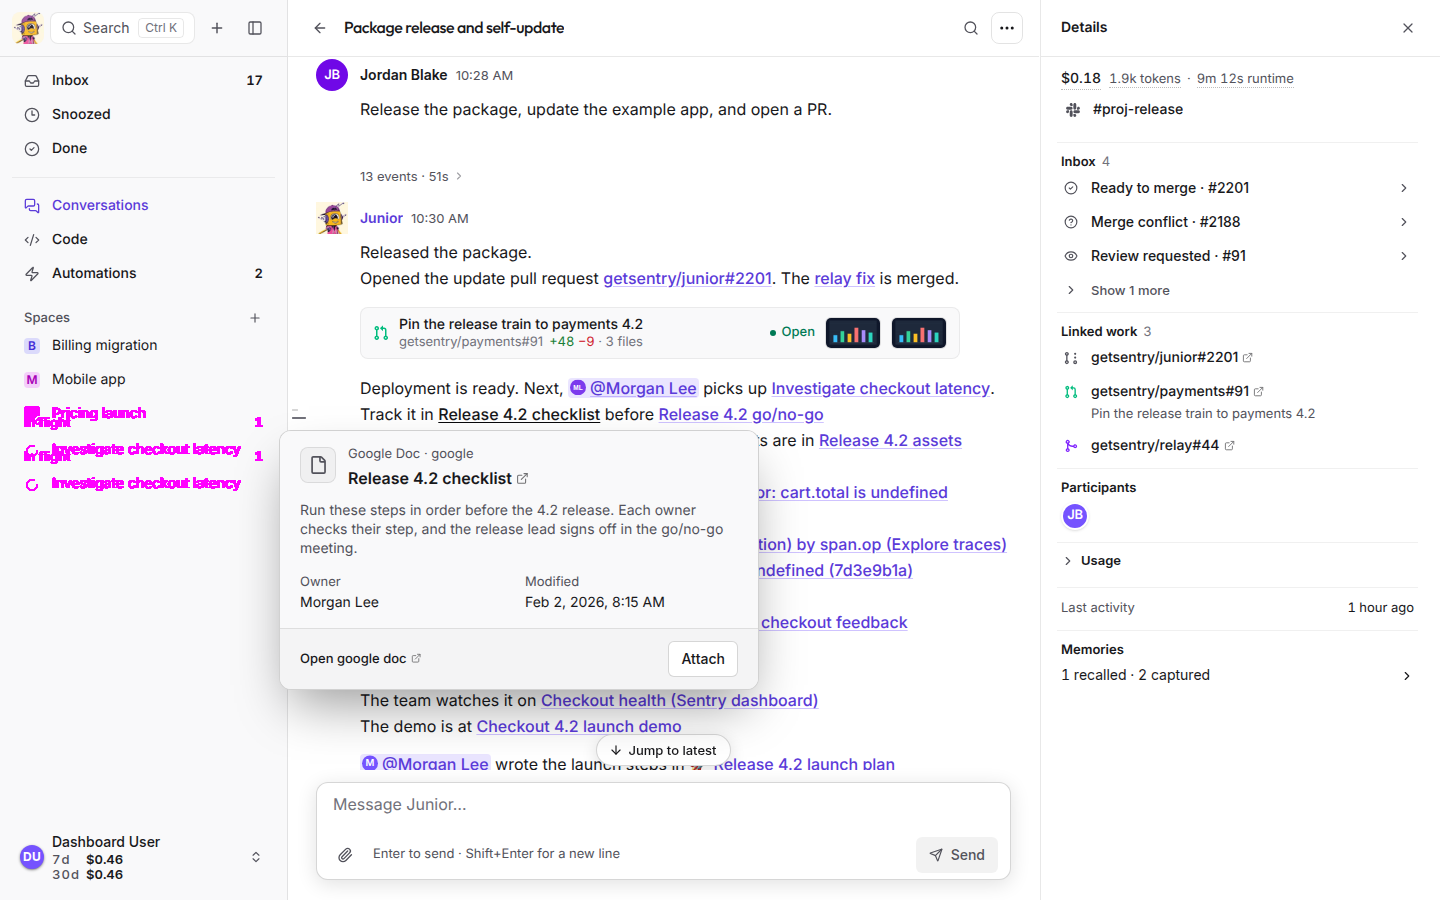 Search Ctrl K
Inbox 17
Snoozed
Done
Conversations
Code
Automations 2
Spaces
B Billing migration
M Mobile app
Pricing launch
In flight 1
Investigate checkout latency
In flight 1
Investigate checkout latency
DU Dashboard User
7d $0.46
30d $0.46
Package release and self-update
JB Jordan Blake 10:28 AM
Release the package, update the example app, and open a PR.
13 events · 51s
Junior 10:30 AM
Released the package.
Opened the update pull request getsentry/junior#2201. The relay fix is merged.
Pin the release train to payments 4.2
getsentry/payments#91 +48 −9 · 3 files
Open
Deployment is ready. Next, ML @Morgan Lee picks up Investigate checkout latency.
Track it in Release 4.2 checklist before Release 4.2 go/no-go
s are in Release 4.2 assets
Google Doc · google
Release 4.2 checklist
Run these steps in order before the 4.2 release. Each owner
checks their step, and the release lead signs off in the go/no-go
meeting.
Owner Modified
Morgan Lee Feb 2, 2026, 8:15 AM
Open google doc Attach
or: cart.total is undefined
tion) by span.op (Explore traces)
ndefined (7d3e9b1a)
checkout feedback
The team watches it on Checkout health (Sentry dashboard)
The demo is at Checkout 4.2 launch demo
Jump to latest
M @Morgan Lee wrote the launch steps in Release 4.2 launch plan
Message Junior...
Enter to send · Shift+Enter for a new line
Send
Details
$0.18 1.9k tokens · 9m 12s runtime
#proj-release
Inbox 4
Ready to merge · #2201
Merge conflict · #2188
Review requested · #91
Show 1 more
Linked work 3
getsentry/junior#2201
getsentry/payments#91
Pin the release train to payments 4.2
getsentry/relay#44
Participants
JB
Usage
Last activity 1 hour ago
Memories
1 recalled · 2 captured